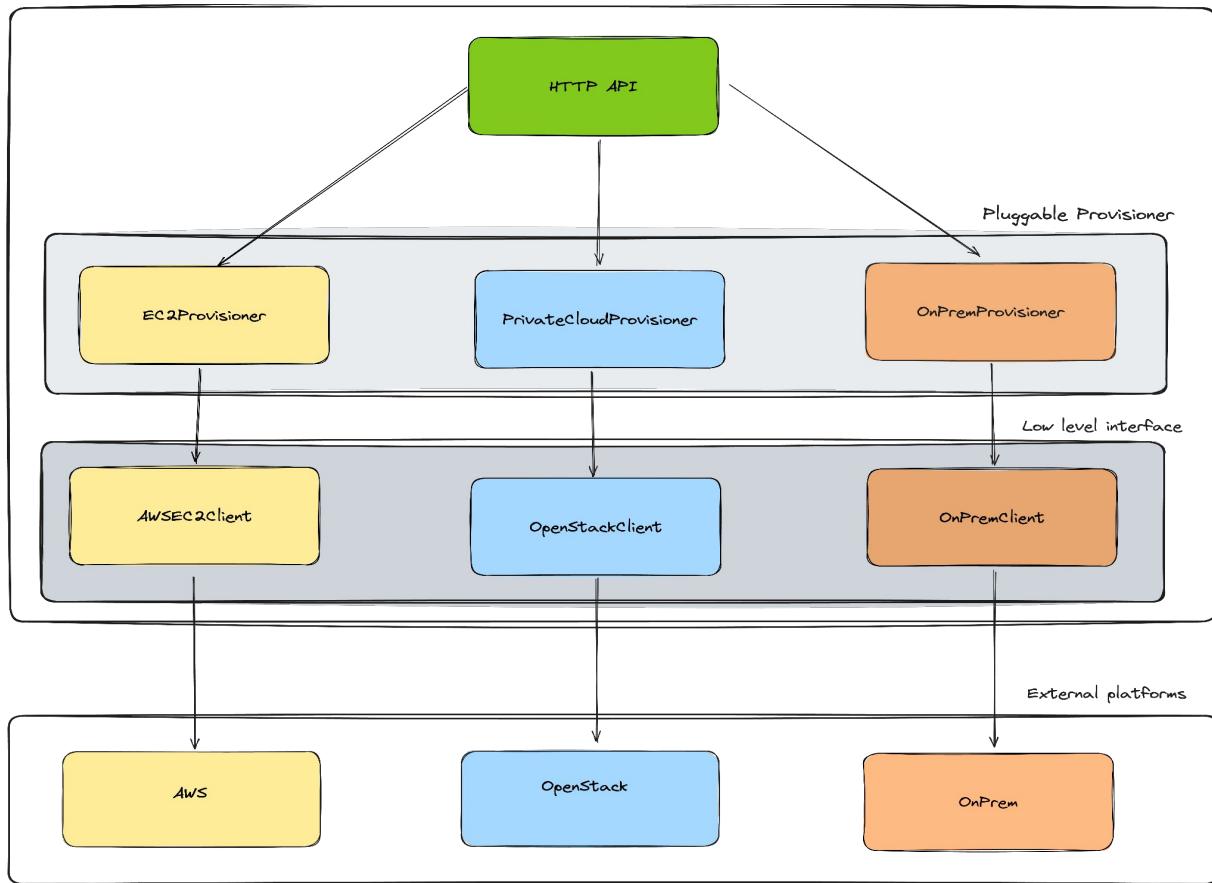 HTTP API
Pluggable Provisioner
EC2Provisioner
PrivateCloudProvisioner
OnPremProvisioner
Low level interface
AWSEC2Client
OpenStackClient
OnPremClient
External platforms
AWS
OpenStack
OnPrem